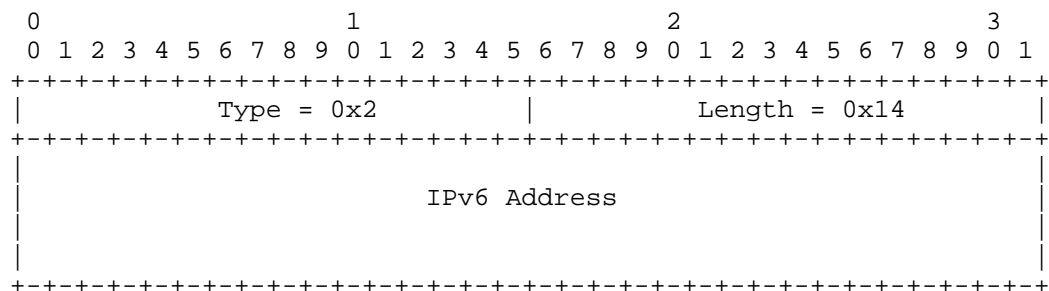 0                   1                   2                   3
 0 1 2 3 4 5 6 7 8 9 0 1 2 3 4 5 6 7 8 9 0 1 2 3 4 5 6 7 8 9 0 1
+-+-+-+-+-+-+-+-+-+-+-+-+-+-+-+-+-+-+-+-+-+-+-+-+-+-+-+-+-+-+-+-+
|            Type = 0x2         |          Length = 0x14        |
+-+-+-+-+-+-+-+-+-+-+-+-+-+-+-+-+-+-+-+-+-+-+-+-+-+-+-+-+-+-+-+-+
|                                                               |
|                         IPv6 Address                          |
|                                                               |
|                                                               |
+-+-+-+-+-+-+-+-+-+-+-+-+-+-+-+-+-+-+-+-+-+-+-+-+-+-+-+-+-+-+-+-+